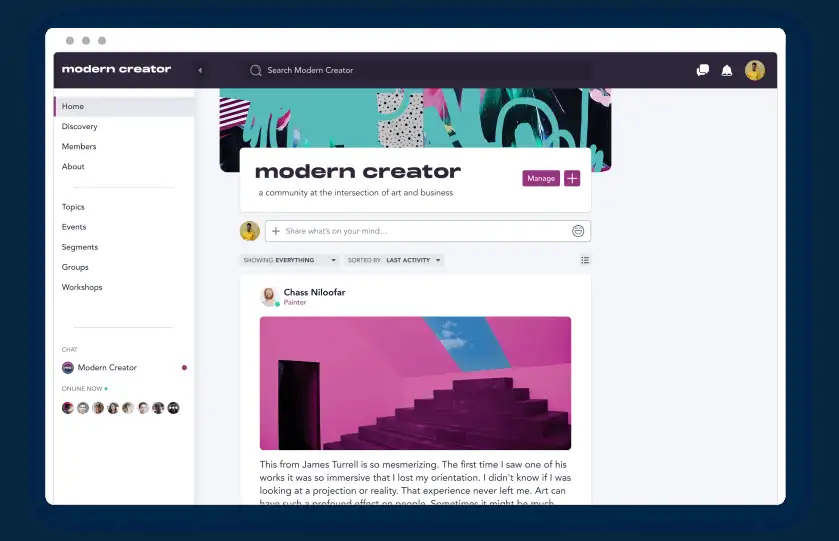 modern creator
Search Modern Creator
Home
Discovery
Members
About
Topics
Events
Segments
Groups
Workshops
CHAT
Modern Creator
ONLINE NOW
modern creator
a community at the intersection of art and business
Manage
Share what's on your mind...
SHOWING EVERYTHING
SORTED BY LAST ACTIVITY
Chass Niloofar
Painter
This from James Turrell is so mesmerizing. The first time I saw one of his
works it was so immersive that I lost my orientation. I didn't know if I was
looking at a projection or reality. That experience never left me. Art can
have such a profound effect on people. Sometimes it might be much